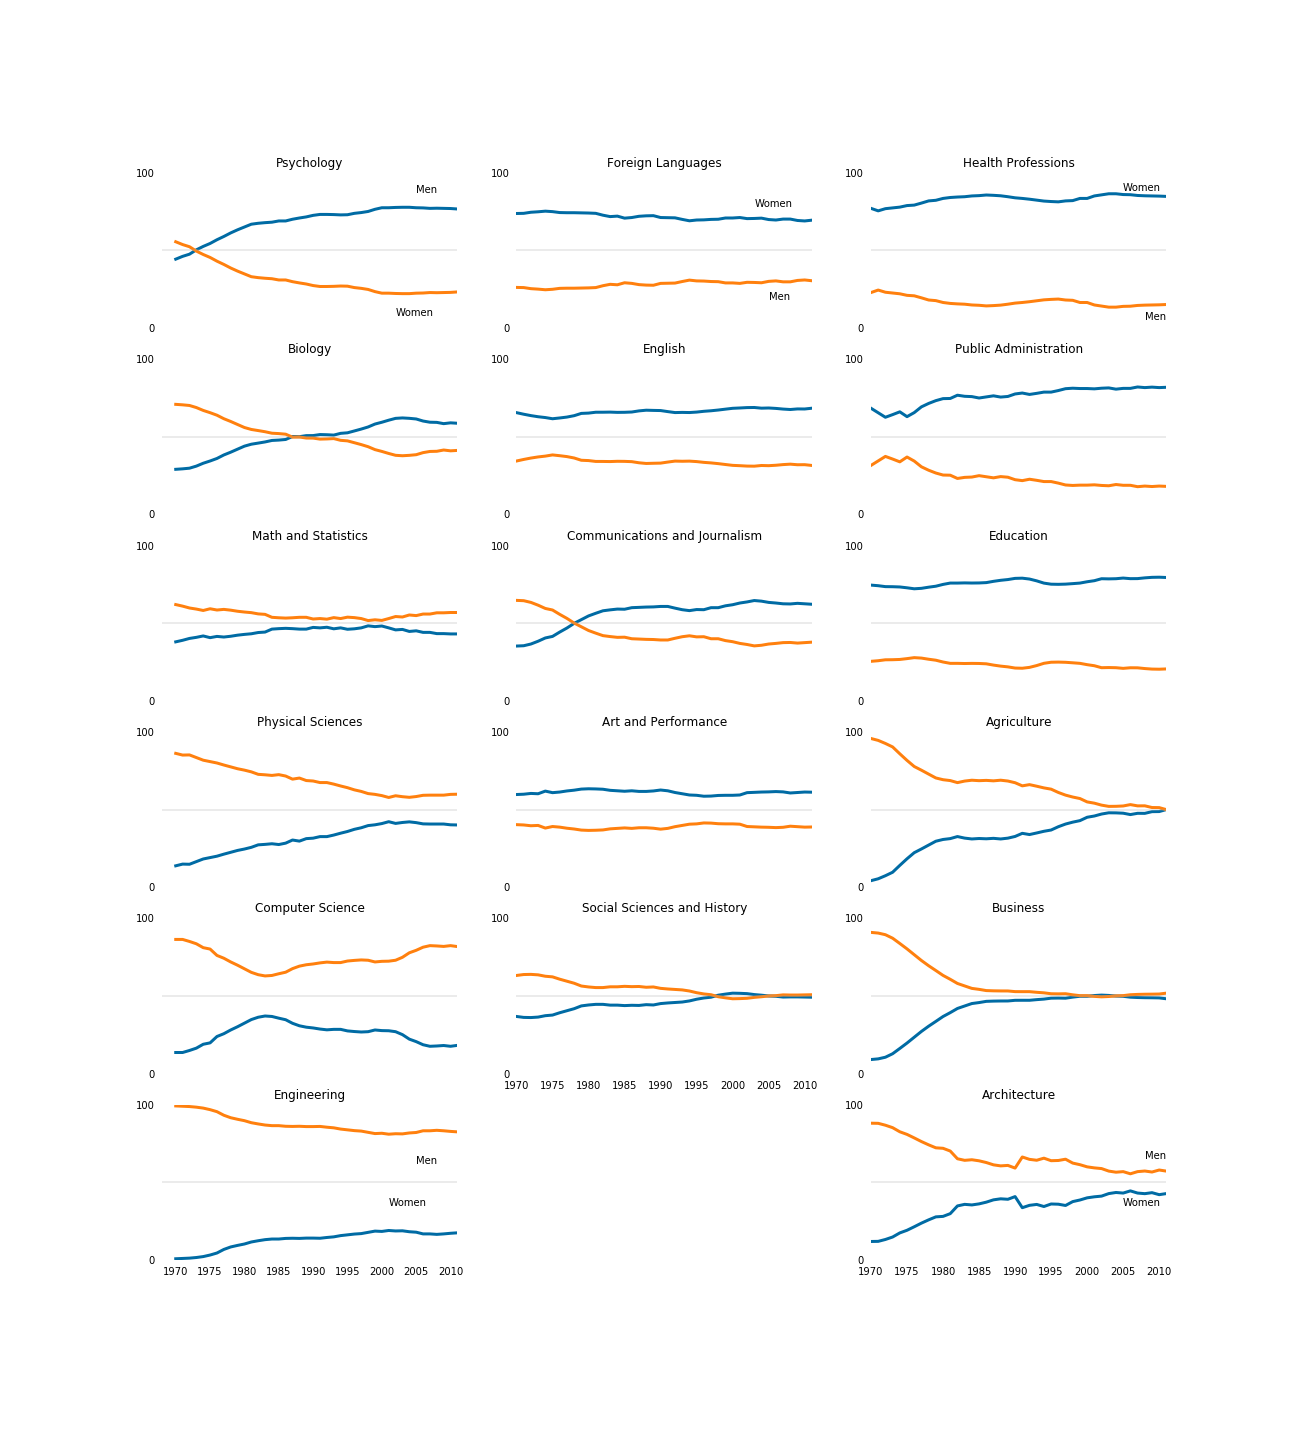 Psychology
Foreign Languages
Health Professions
100
100
100
Men
Women
Women
Women
Men
Men
0
0
0
Biology
English
Public Administration
100
100
100
0
0
0
Math and Statistics
Communications and Journalism
Education
100
100
100
0
0
0
Physical Sciences
Art and Performance
Agriculture
100
100
100
0
0
0
Computer Science
Social Sciences and History
Business
100
100
100
0
0
0
1970 1975 1980 1985 1990 1995 2000 2005 2010
Engineering
Architecture
100
100
Men
Men
Women
Women
0
0
1970 1975 1980 1985 1990 1995 2000 2005 2010
1970 1975 1980 1985 1990 1995 2000 2005 2010